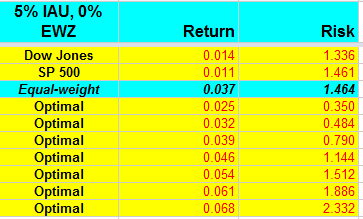 5% IAU, 0%
EWZ Return Risk
Dow Jones 0.014 1.336
SP 500 0.011 1.461
Equal-weight 0.037 1.464
Optimal 0.025 0.350
Optimal 0.032 0.484
Optimal 0.039 0.790
Optimal 0.046 1.144
Optimal 0.054 1.512
Optimal 0.061 1.886
Optimal 0.068 2.332